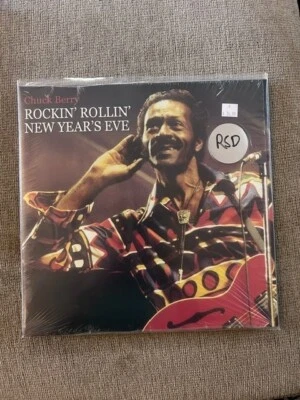 Chuck Berry
ROCKIN' ROLLIN'
NEW YEAR'S EVE
RSD